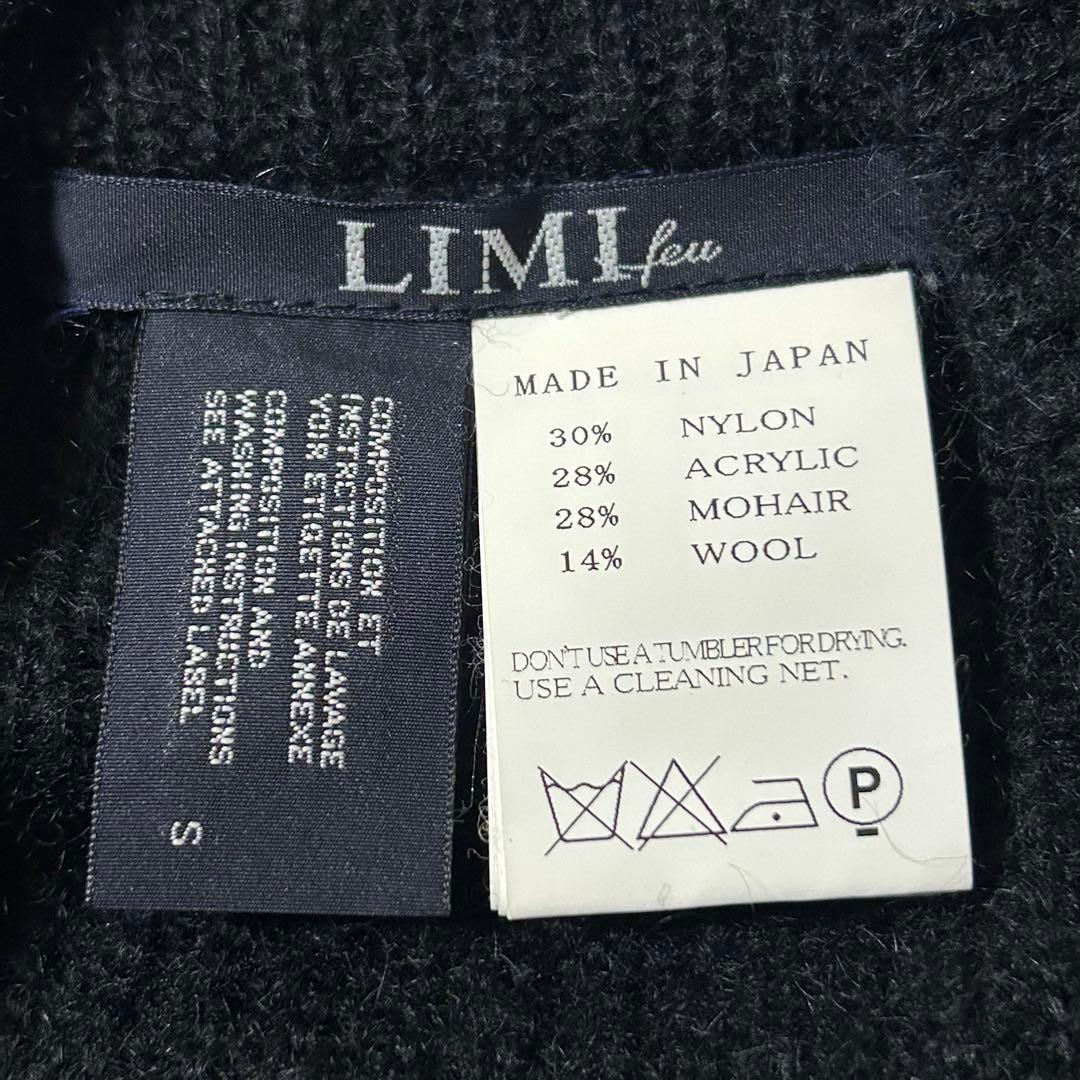 LIMI feu
COMPOSITION ET
INSTRUCTIONS DE LAVAGE
VOIR ETIQETTE ANNEXE
COMPOSITION AND
WASHING INSTRUCTIONS
SEE ATTACHED LABEL
S
MADE IN JAPAN
30% NYLON
28% ACRYLIC
28% MOHAIR
14% WOOL
DON'T USE A TUMBLER FOR DRYING.
USE A CLEANING NET.
P